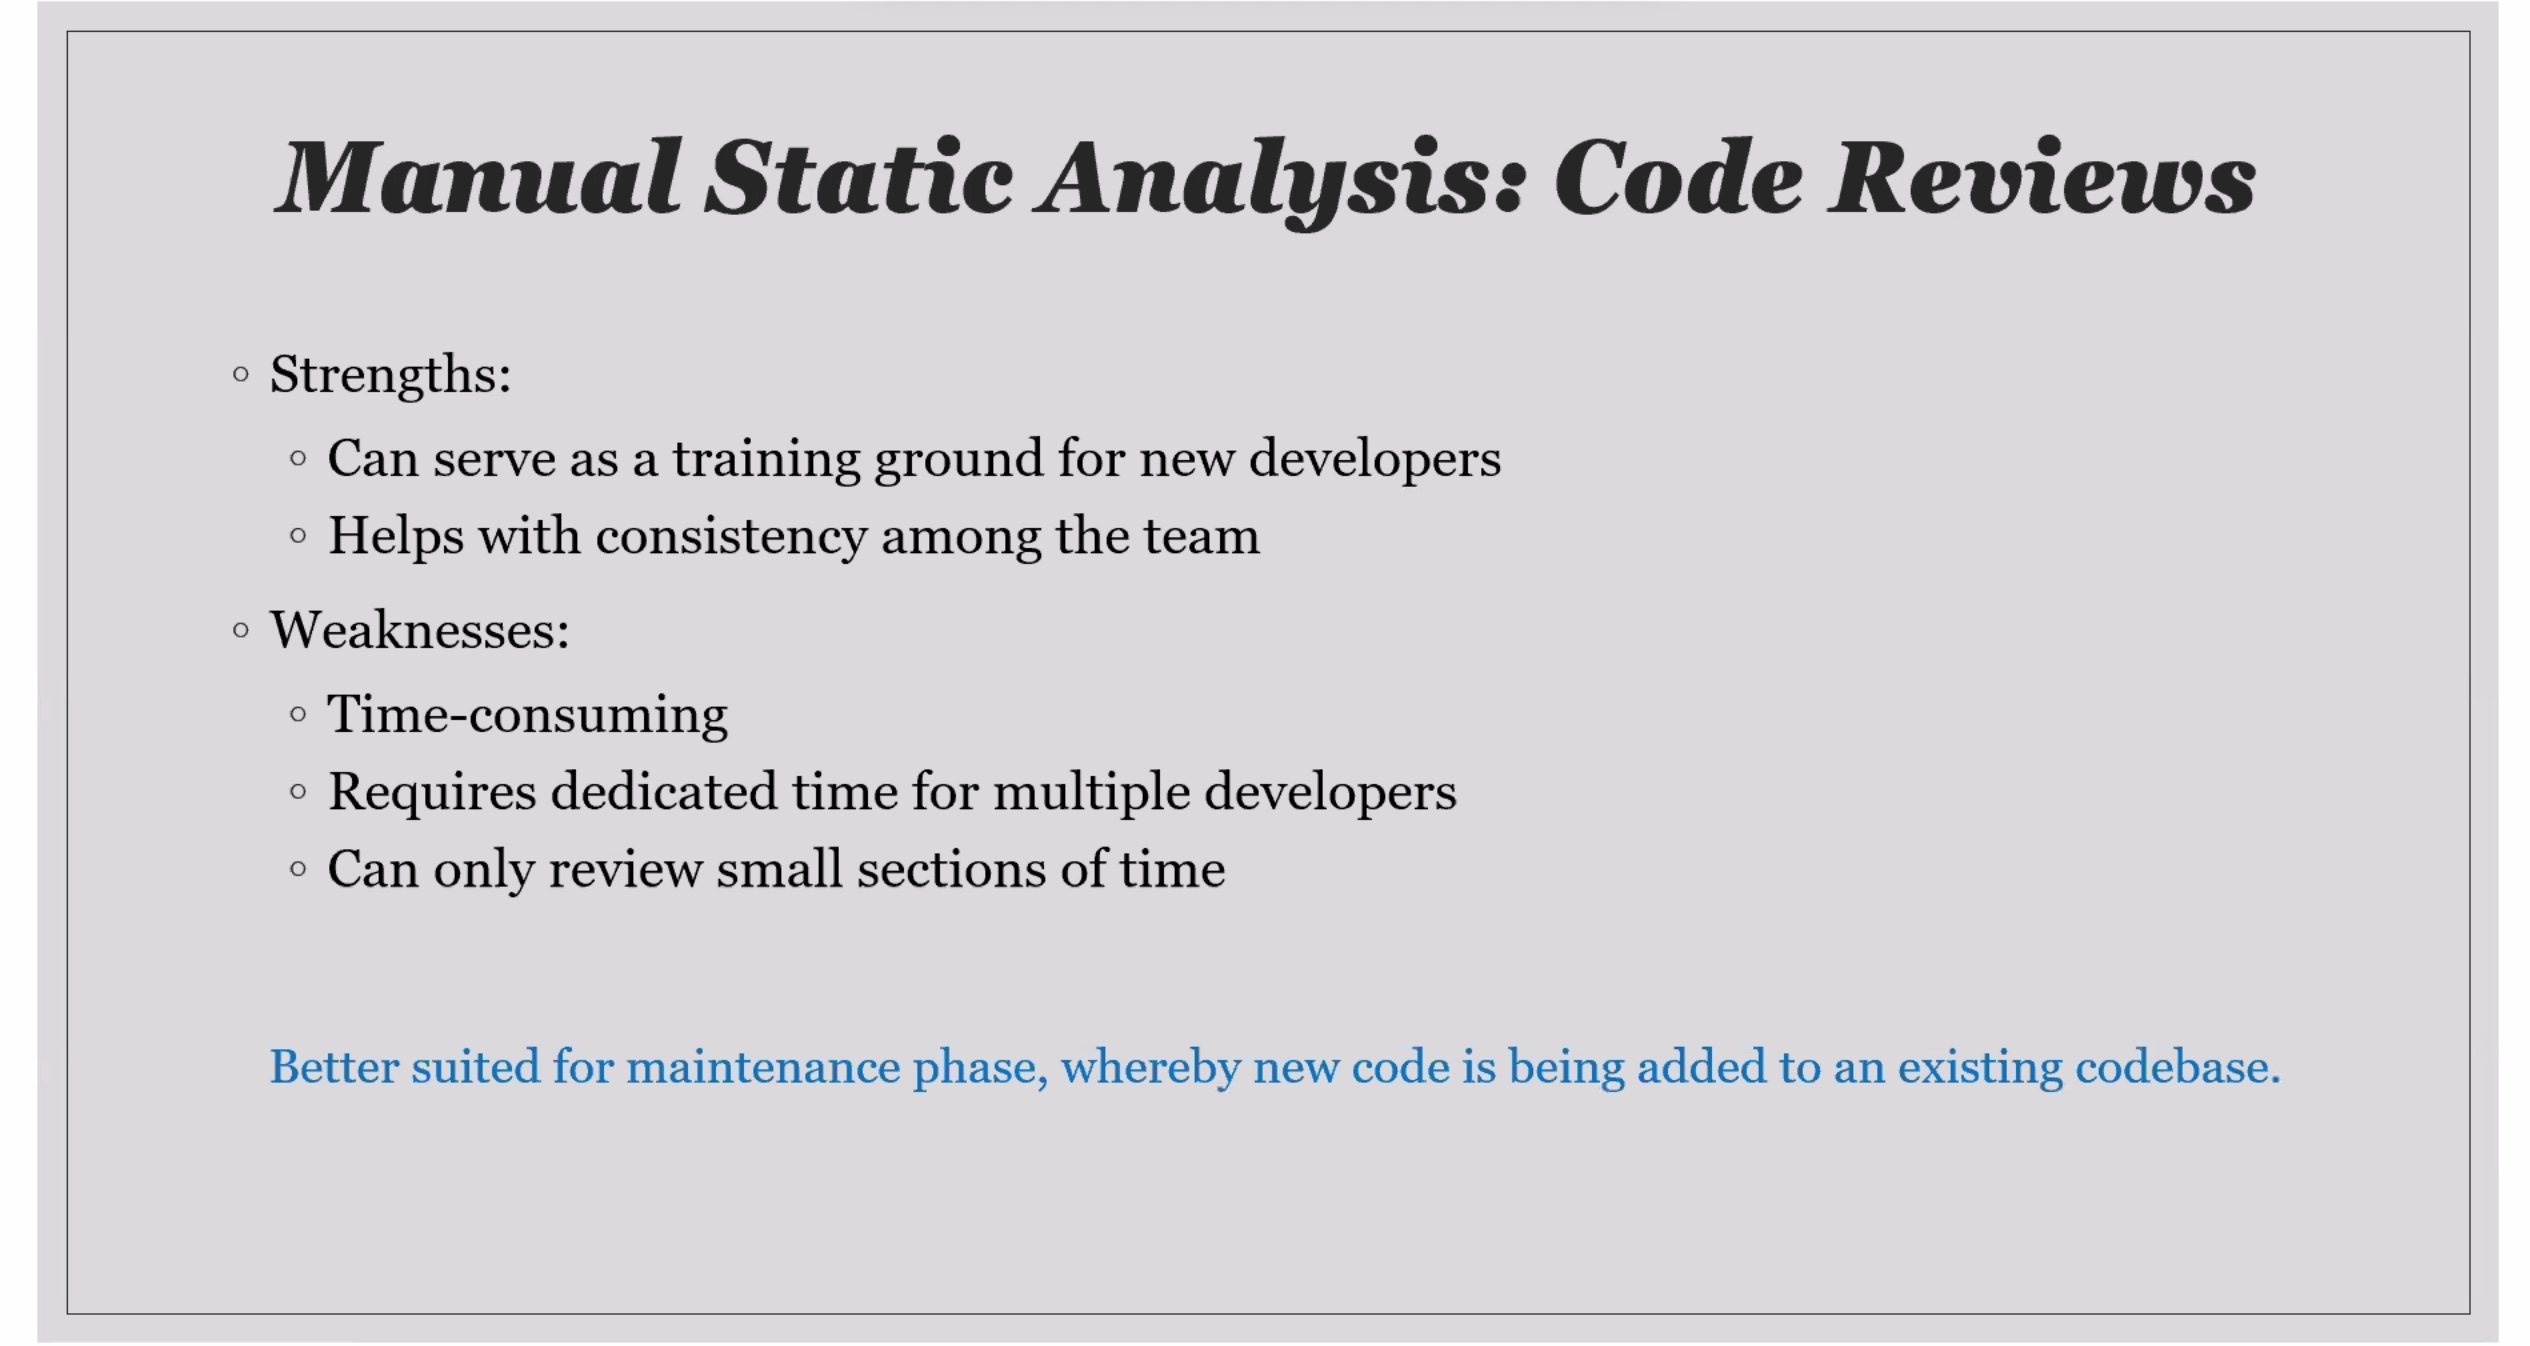 Manual Static Analysis: Code Reviews
◦ Strengths:
◦ Can serve as a training ground for new developers
◦ Helps with consistency among the team
◦ Weaknesses:
◦ Time-consuming
◦ Requires dedicated time for multiple developers
◦ Can only review small sections of time
Better suited for maintenance phase, whereby new code is being added to an existing codebase.